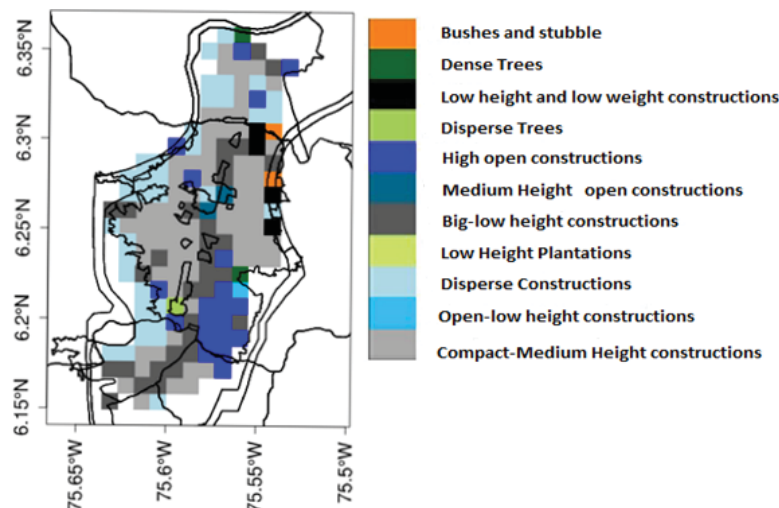 6.35°N
6.3°N
6.25°N
6.2°N
6.15°N
75.65°W
75.6°W
75.55°W
75.5°W
Bushes and stubble
Dense Trees
Low height and low weight constructions
Disperse Trees
High open constructions
Medium Height open constructions
Big-low height constructions
Low Height Plantations
Disperse Constructions
Open-low height constructions
Compact-Medium Height constructions